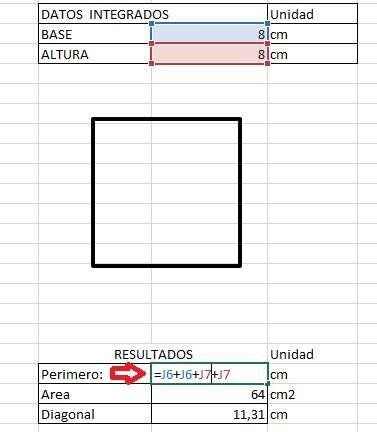 DATOS INTEGRADOS Unidad
BASE 8 cm
ALTURA 8 cm
RESULTADOS Unidad
Perimero: =J6+J6+J7+J7 cm
Area 64 cm2
Diagonal 11,31 cm